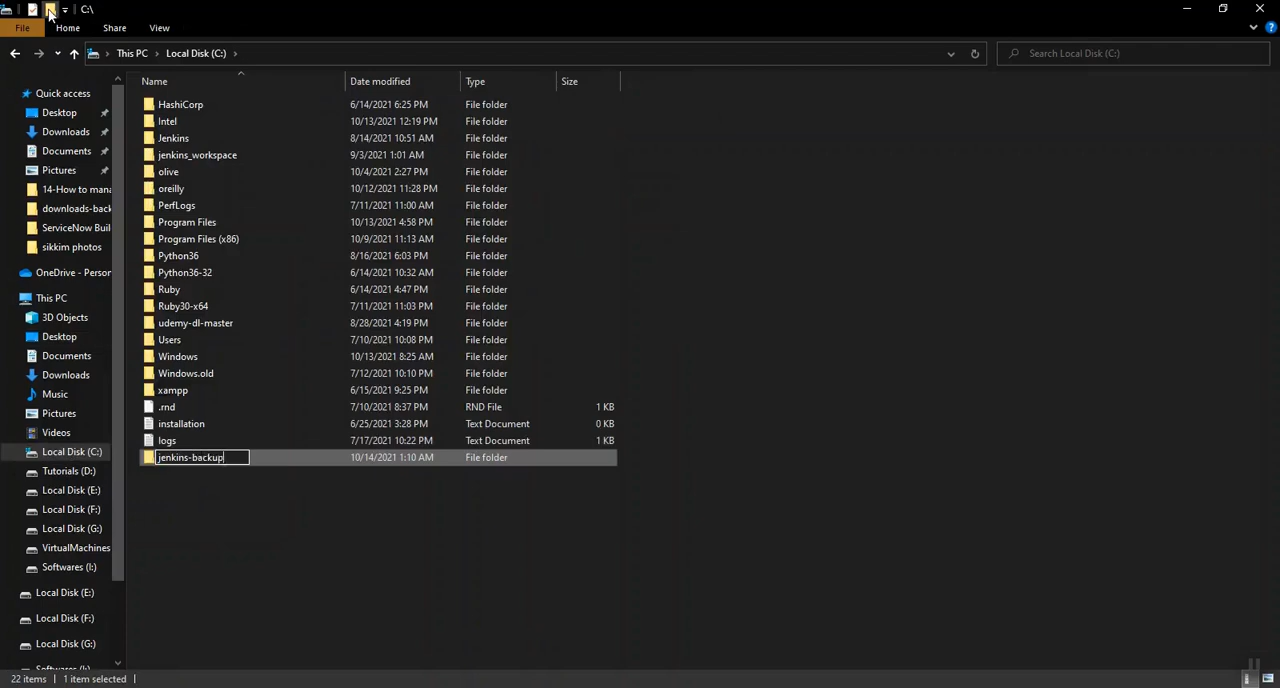 C:\
File Home Share View
This PC Local Disk (C:) Search Local Disk (C:)
Name Date modified Type Size
Quick access
Desktop
Downloads
Documents
Pictures
14-How to mana
downloads-back
ServiceNow Buil
sikkim photos
OneDrive - Person
This PC
3D Objects
Desktop
Documents
Downloads
Music
Pictures
Videos
Local Disk (C:)
Tutorials (D:)
Local Disk (E:)
Local Disk (F:)
Local Disk (G:)
VirtualMachines
Softwares (I:)
Local Disk (E:)
Local Disk (F:)
Local Disk (G:)
HashiCorp 6/14/2021 6:25 PM File folder
Intel 10/13/2021 12:19 PM File folder
Jenkins 8/14/2021 10:51 AM File folder
jenkins_workspace 9/3/2021 1:01 AM File folder
olive 10/4/2021 2:27 PM File folder
oreilly 10/12/2021 11:28 PM File folder
PerfLogs 7/11/2021 11:00 AM File folder
Program Files 10/13/2021 4:58 PM File folder
Program Files (x86) 10/9/2021 11:13 AM File folder
Python36 8/16/2021 6:03 PM File folder
Python36-32 6/14/2021 10:32 AM File folder
Ruby 6/14/2021 4:47 PM File folder
Ruby30-x64 7/11/2021 11:03 PM File folder
udemy-dl-master 8/28/2021 4:19 PM File folder
Users 7/10/2021 10:08 PM File folder
Windows 10/13/2021 8:25 AM File folder
Windows.old 7/12/2021 10:10 PM File folder
xampp 6/15/2021 9:25 PM File folder
.rnd 7/10/2021 8:37 PM RND File 1 KB
installation 6/25/2021 3:28 PM Text Document 0 KB
logs 7/17/2021 10:22 PM Text Document 1 KB
jenkins-backup 10/14/2021 1:10 AM File folder
22 items 1 item selected